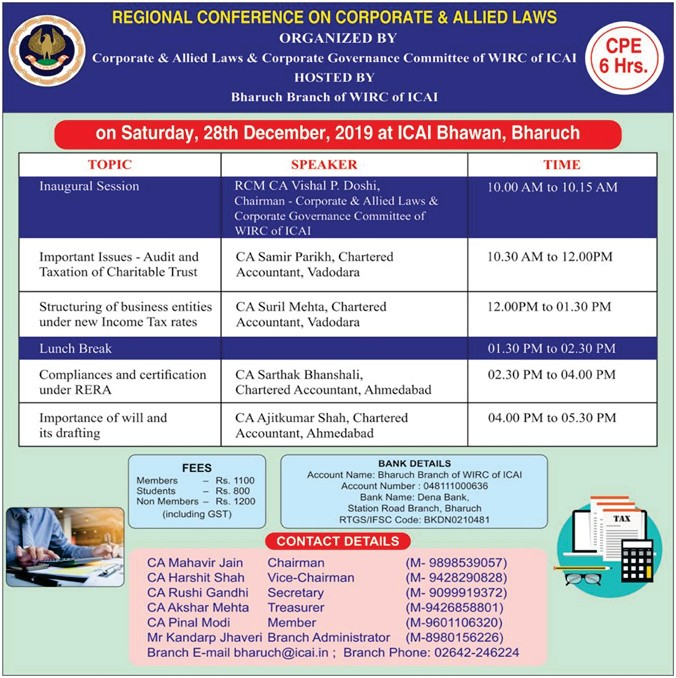 REGIONAL CONFERENCE ON CORPORATE & ALLIED LAWS
ORGANIZED BY
Corporate & Allied Laws & Corporate Governance Committee of WIRC of ICAI
HOSTED BY
Bharuch Branch of WIRC of ICAI
CPE
6 Hrs.
on Saturday, 28th December, 2019 at ICAI Bhawan, Bharuch
TOPIC SPEAKER TIME
Inaugural Session RCM CA Vishal P. Doshi, 10.00 AM to 10.15 AM
Chairman - Corporate & Allied Laws &
Corporate Governance Committee of
WIRC of ICAI
Important Issues - Audit and CA Samir Parikh, Chartered 10.30 AM to 12.00PM
Taxation of Charitable Trust Accountant, Vadodara
Structuring of business entities CA Suril Mehta, Chartered 12.00PM to 01.30 PM
under new Income Tax rates Accountant, Vadodara
Lunch Break 01.30 PM to 02.30 PM
Compliances and certification CA Sarthak Bhanshali, 02.30 PM to 04.00 PM
under RERA Chartered Accountant, Ahmedabad
Importance of will and CA Ajitkumar Shah, Chartered 04.00 PM to 05.30 PM
its drafting Accountant, Ahmedabad
FEES
Members – Rs. 1100
Students – Rs. 800
Non Members – Rs. 1200
(including GST)
BANK DETAILS
Account Name: Bharuch Branch of WIRC of ICAI
Account Number : 048111000636
Bank Name: Dena Bank,
Station Road Branch, Bharuch
RTGS/IFSC Code: BKDN0210481
TAX
CONTACT DETAILS
CA Mahavir Jain Chairman (M- 9898539057)
CA Harshit Shah Vice-Chairman (M- 9428290828)
CA Rushi Gandhi Secretary (M- 9099919372)
CA Akshar Mehta Treasurer (M-9426858801)
CA Pinal Modi Member (M-9601106320)
Mr Kandarp Jhaveri Branch Administrator (M-8980156226)
Branch E-mail bharuch@icai.in ; Branch Phone: 02642-246224